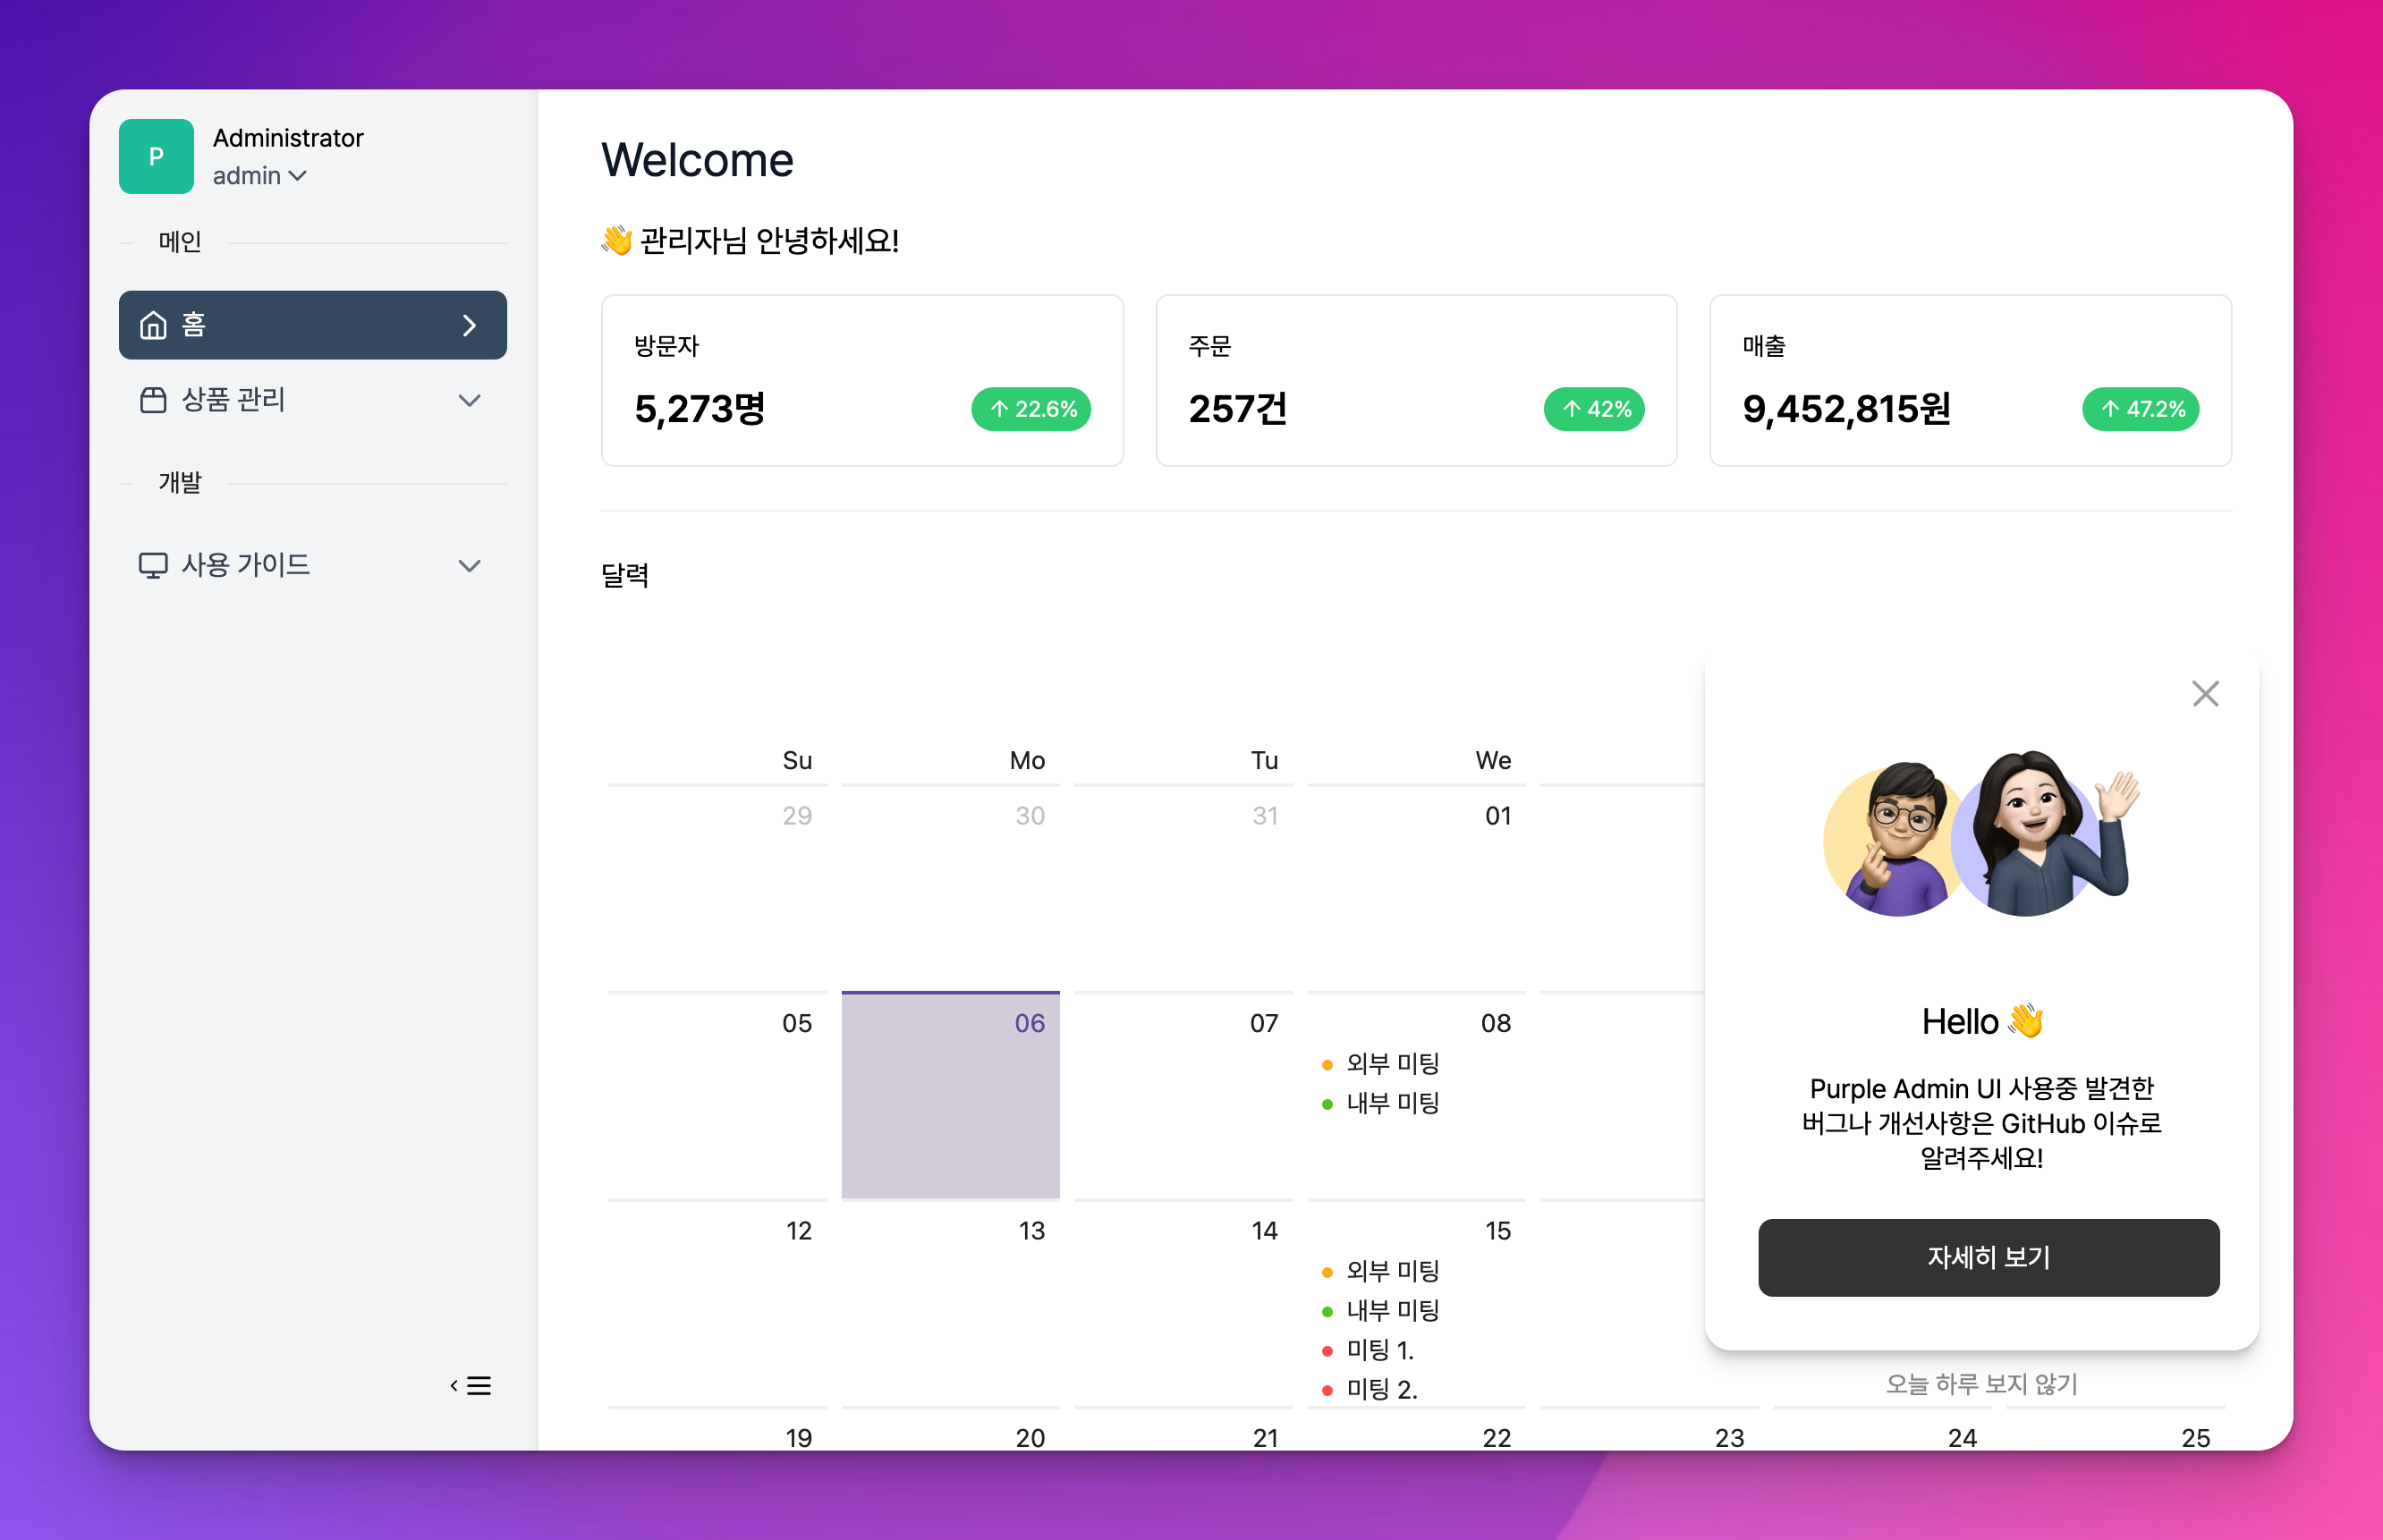 P
Administrator
admin
메인
홈
상품 관리
개발
사용 가이드
Welcome
👋 관리자님 안녕하세요!
방문자
5,273명
↑ 22.6%
주문
257건
↑ 42%
매출
9,452,815원
↑ 47.2%
달력
Su Mo Tu We
29 30 31 01
05 06 07 08
외부 미팅
내부 미팅
12 13 14 15
외부 미팅
내부 미팅
미팅 1.
미팅 2.
19 20 21 22 23 24 25
Hello 👋
Purple Admin UI 사용중 발견한
버그나 개선사항은 GitHub 이슈로
알려주세요!
자세히 보기
오늘 하루 보지 않기